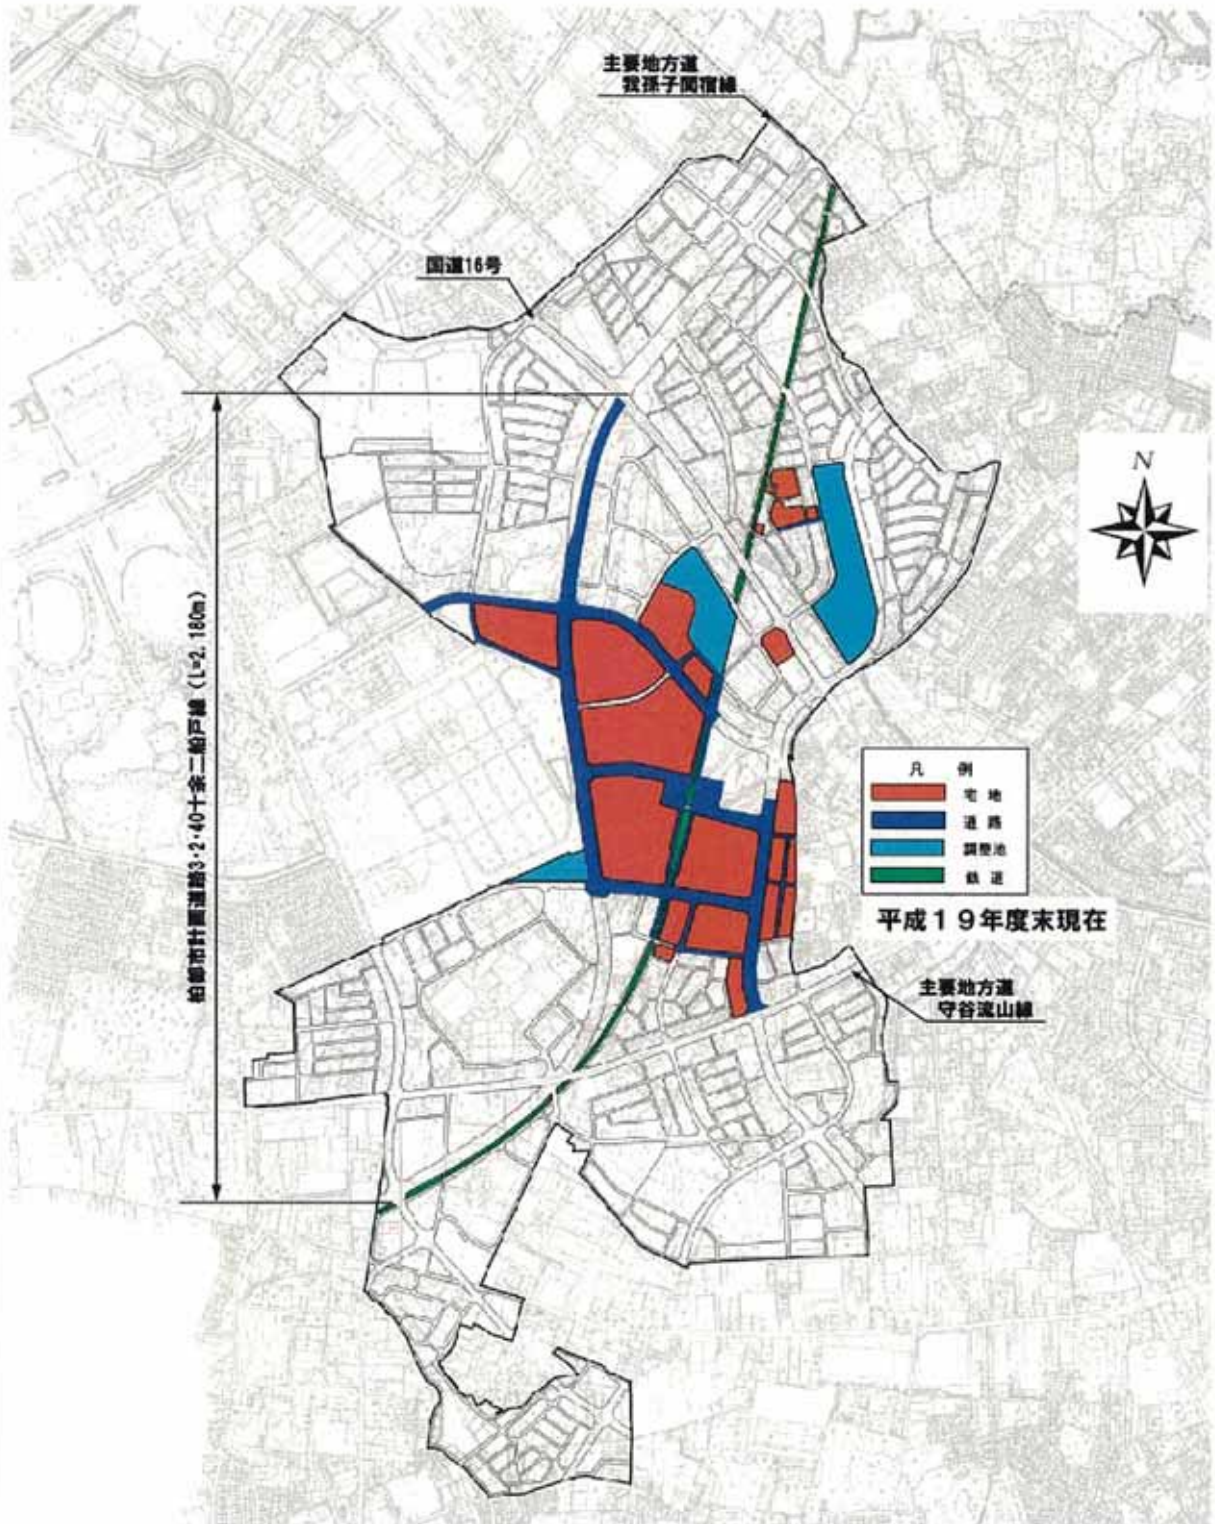 主要地方道
我孫子関宿線
国道16号
N
柏都市計画道路3・2・40十余二船戸線（L=2,180m）
凡 例
宅 地
道 路
調整池
鉄 道
平成19年度末現在
主要地方道
守谷流山線